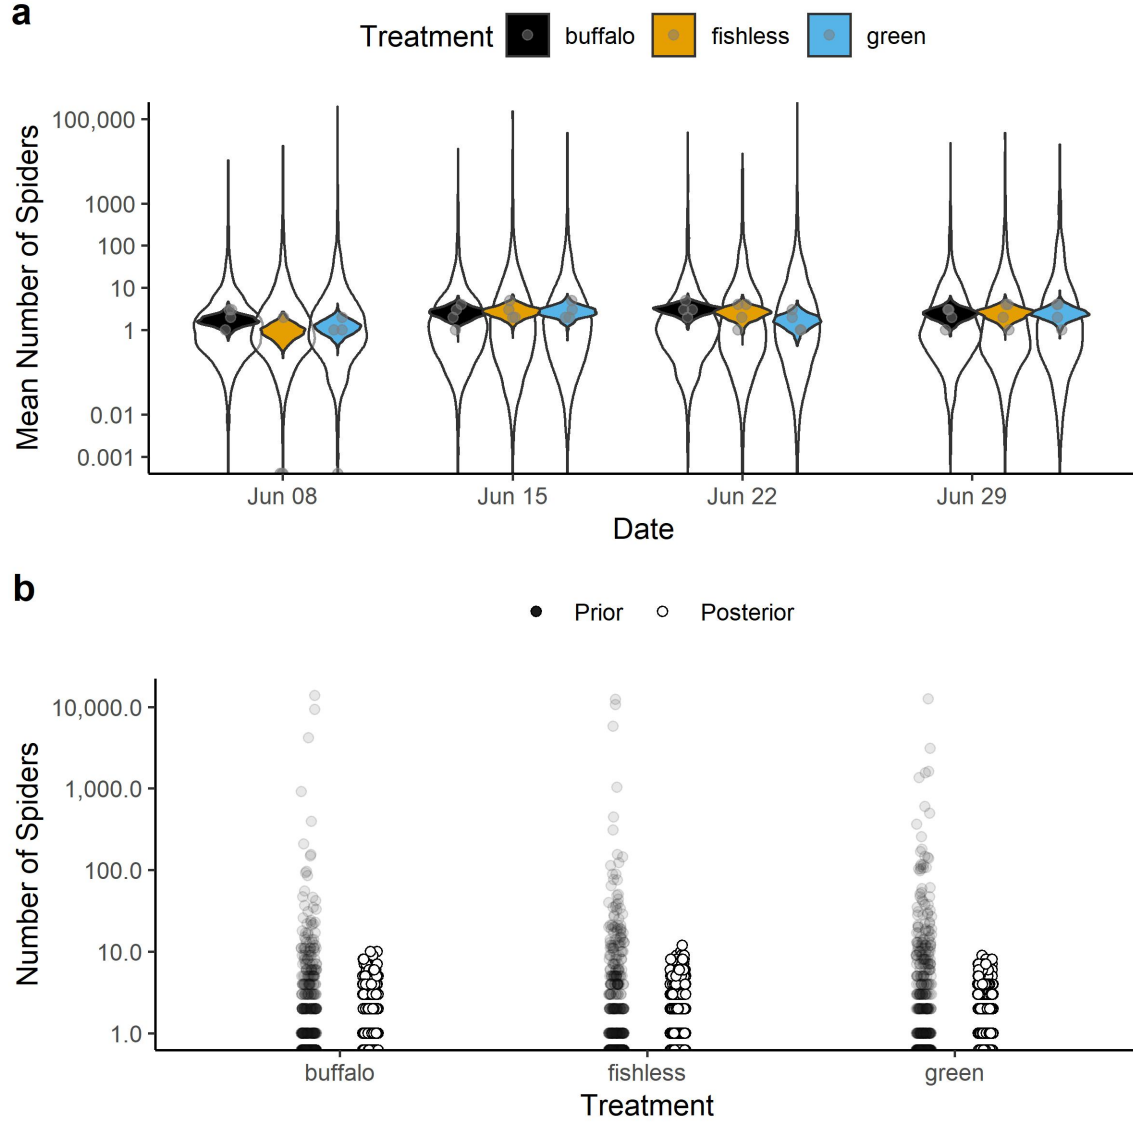 a
Treatment buffalo fishless green
Mean Number of Spiders
100,000
1000
100
10
1
0.01
0.001
Jun 08 Jun 15 Jun 22 Jun 29
Date
b
Prior Posterior
Number of Spiders
10,000.0
1,000.0
100.0
10.0
1.0
buffalo fishless green
Treatment